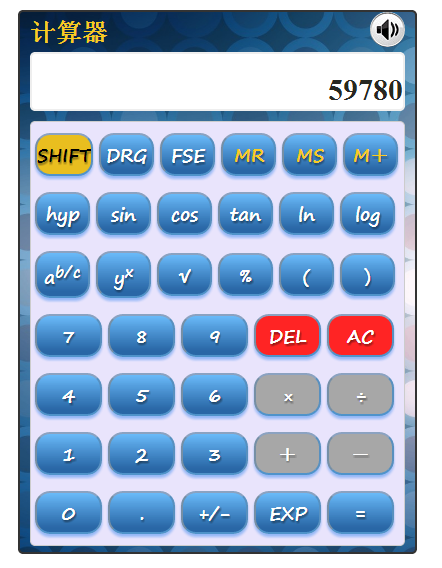 计算器
59780
SHIFT DRG FSE MR MS M+
hyp sin cos tan ln log
a^b/c y^x √ % ( )
7 8 9 DEL AC
4 5 6 × ÷
1 2 3 + −
0 . +/- EXP =